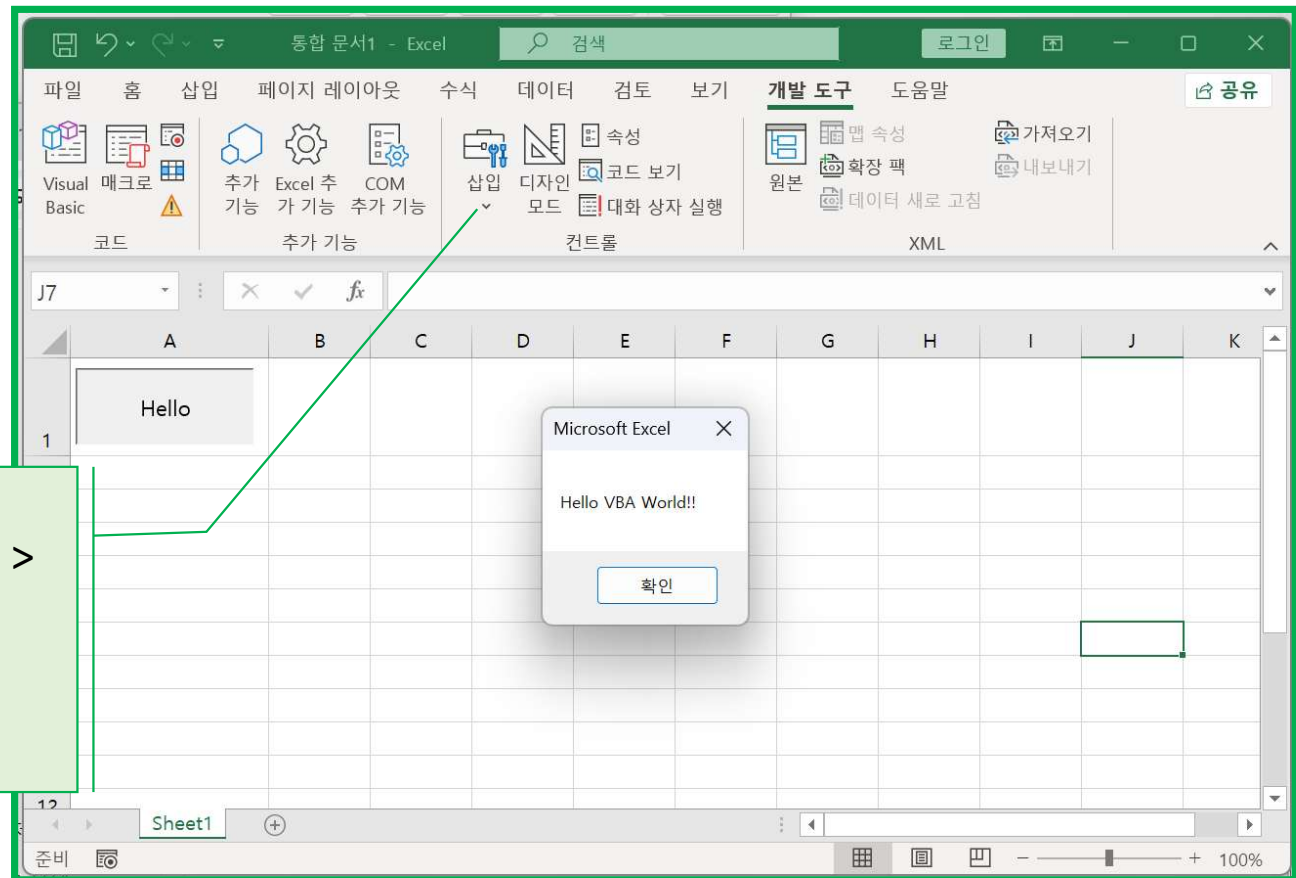 통합 문서1 - Excel
검색
로그인
파일 홈 삽입 페이지 레이아웃 수식 데이터 검토 보기 개발 도구 도움말 공유
Visual Basic
매크로
코드
추가 기능
Excel 추가 기능
COM 추가 기능
추가 기능
삽입
디자인 모드
속성
코드 보기
대화 상자 실행
컨트롤
원본
맵 속성
확장 팩
데이터 새로 고침
가져오기
내보내기
XML
J7
fx
A B C D E F G H I J K
1
Hello
Microsoft Excel
Hello VBA World!!
확인
>
12
Sheet1
준비
100%